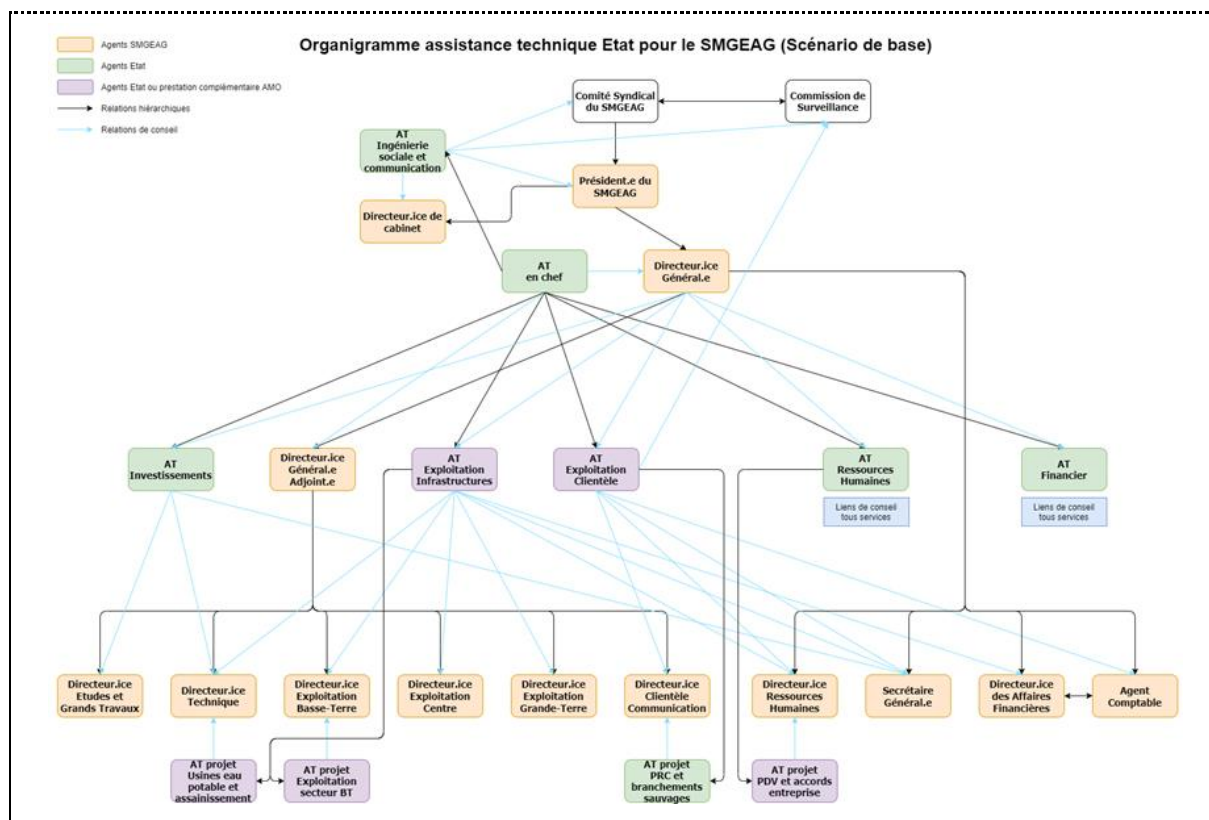 Organigramme assistance technique Etat pour le SMGEAG (Scénario de base)
Agents SMGEAG
Agents Etat
Agents Etat ou prestation complémentaire AMO
Relations hiérarchiques
Relations de conseil
Comité Syndical
du SMGEAG
Commission de
Surveillance
AT
Ingénierie
sociale et
communication
Président.e du
SMGEAG
Directeur.ice de
cabinet
AT
en chef
Directeur.ice
Général.e
AT
Investissements
Directeur.ice
Général.e
Adjoint.e
AT
Exploitation
Infrastructures
AT
Exploitation
Clientèle
AT
Ressources
Humaines
AT
Financier
Liens de conseil
tous services
Liens de conseil
tous services
Directeur.ice
Etudes et
Grands Travaux
Directeur.ice
Technique
Directeur.ice
Exploitation
Basse-Terre
Directeur.ice
Exploitation
Centre
Directeur.ice
Exploitation
Grande-Terre
Directeur.ice
Clientèle
Communication
Directeur.ice
Ressources
Humaines
Secrétaire
Général.e
Directeur.ice
des Affaires
Financières
Agent
Comptable
AT projet
Usines eau
potable et
assainissement
AT projet
Exploitation
secteur BT
AT projet
PRC et
branchements
sauvages
AT projet
PDV et accords
entreprise